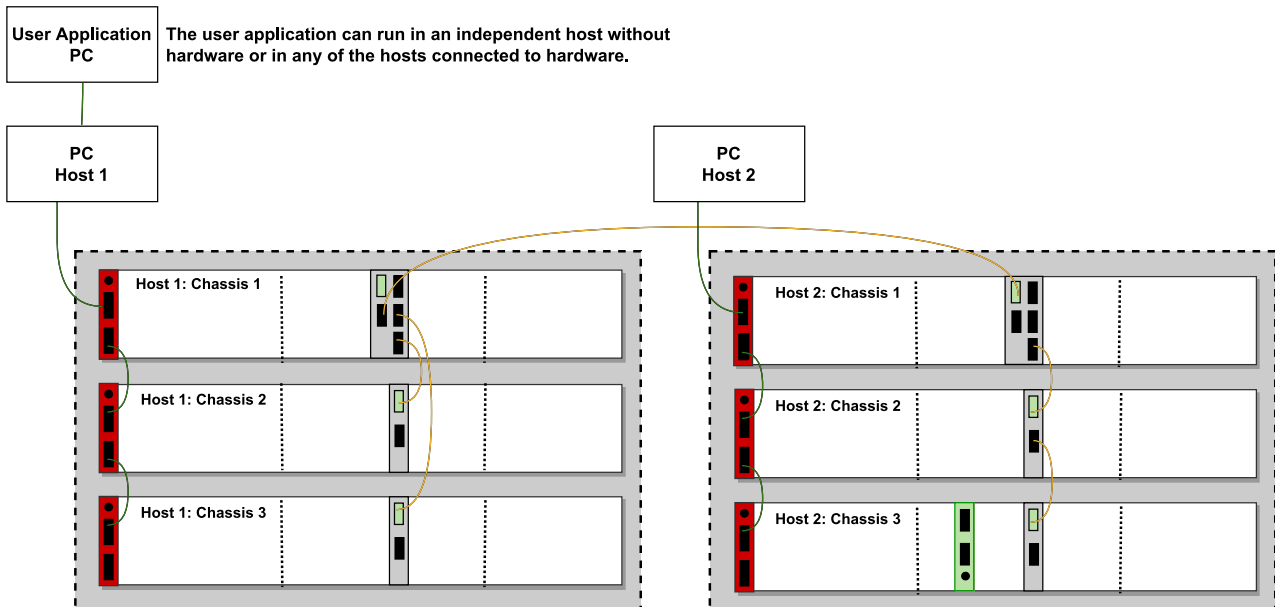 User Application
PC
The user application can run in an independent host without
hardware or in any of the hosts connected to hardware.
PC
Host 1
PC
Host 2
Host 1: Chassis 1
Host 1: Chassis 2
Host 1: Chassis 3
Host 2: Chassis 1
Host 2: Chassis 2
Host 2: Chassis 3